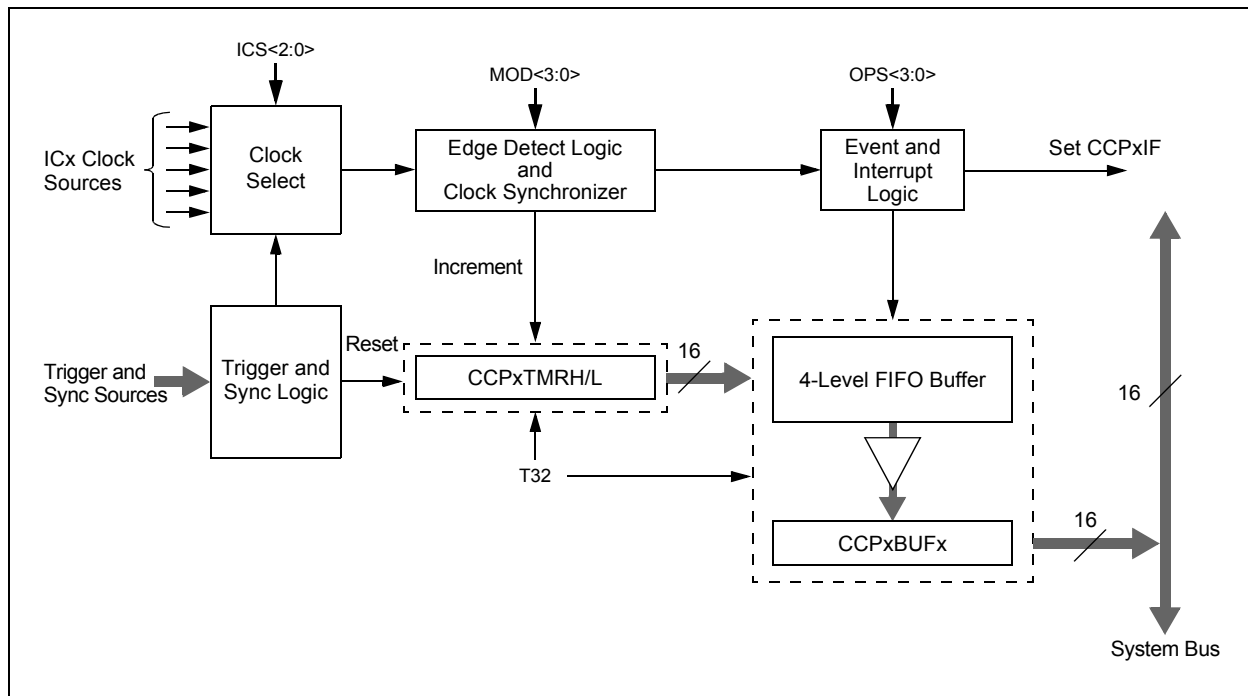 ICS<2:0>
MOD<3:0>
OPS<3:0>
ICx Clock
Sources
Clock
Select
Edge Detect Logic
and
Clock Synchronizer
Event and
Interrupt
Logic
Set CCPxIF
Increment
Trigger and
Sync Sources
Trigger and
Sync Logic
Reset
CCPxTMRH/L
16
4-Level FIFO Buffer
16
T32
CCPxBUFx
16
System Bus